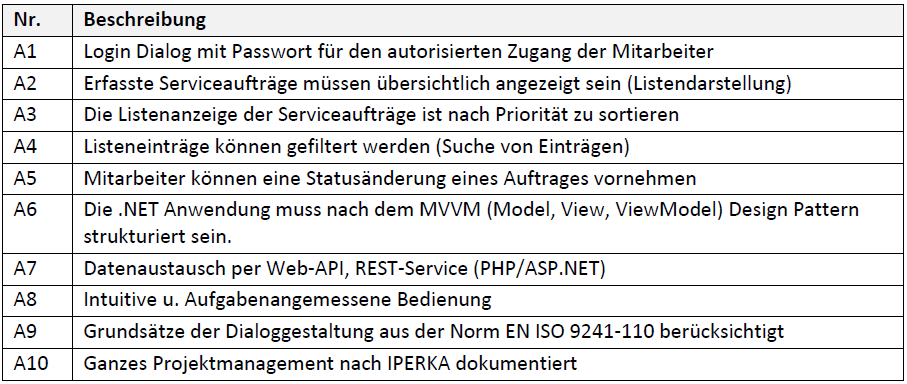 Nr. Beschreibung
A1 Login Dialog mit Passwort für den autorisierten Zugang der Mitarbeiter
A2 Erfasste Serviceaufträge müssen übersichtlich angezeigt sein (Listendarstellung)
A3 Die Listenanzeige der Serviceaufträge ist nach Priorität zu sortieren
A4 Listeneinträge können gefiltert werden (Suche von Einträgen)
A5 Mitarbeiter können eine Statusänderung eines Auftrages vornehmen
A6 Die .NET Anwendung muss nach dem MVVM (Model, View, ViewModel) Design Pattern
strukturiert sein.
A7 Datenaustausch per Web-API, REST-Service (PHP/ASP.NET)
A8 Intuitive u. Aufgabenangemessene Bedienung
A9 Grundsätze der Dialoggestaltung aus der Norm EN ISO 9241-110 berücksichtigt
A10 Ganzes Projektmanagement nach IPERKA dokumentiert